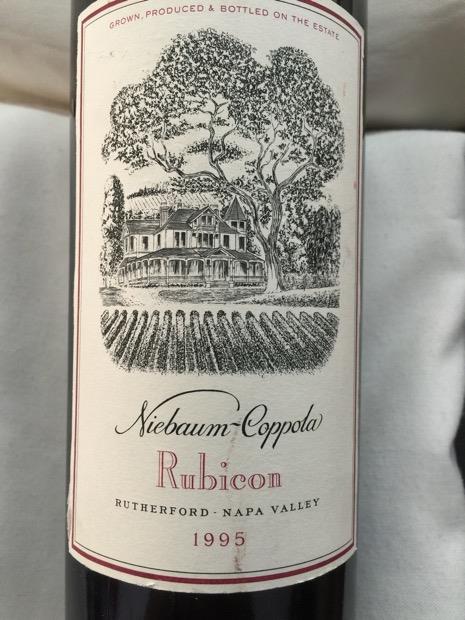 GROWN, PRODUCED & BOTTLED ON THE ESTATE
Niebaum-Coppola
Rubicon
RUTHERFORD - NAPA VALLEY
1995